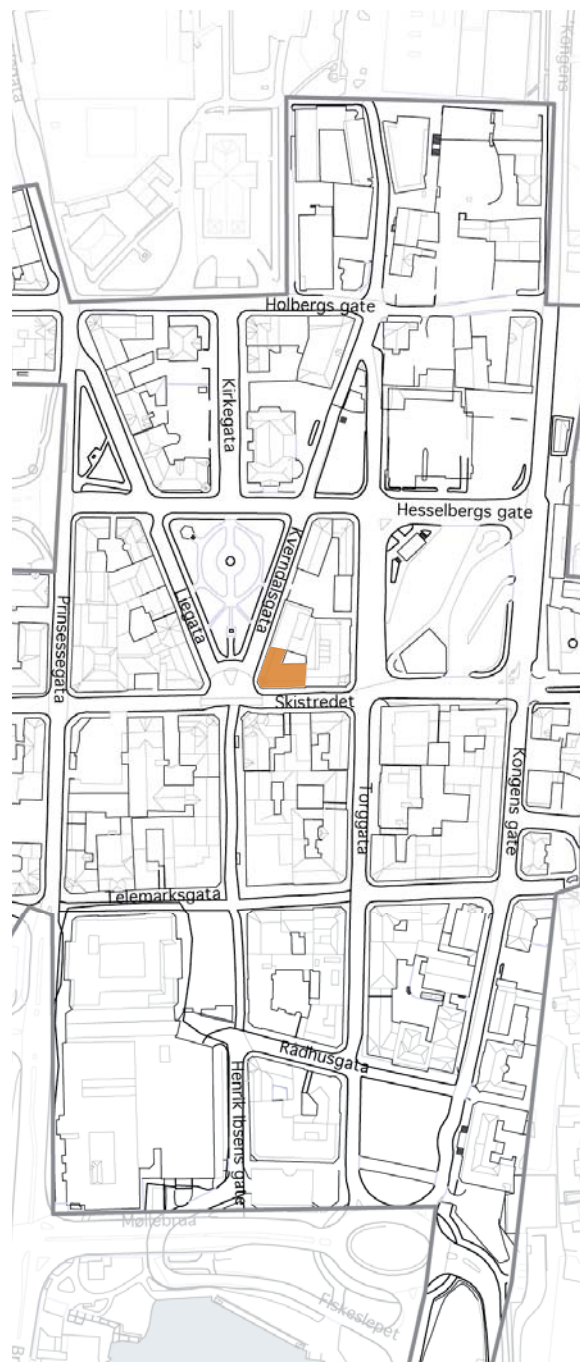 Kongens
Holbergs gate
Kirkegata
Hesselbergs gate
Kverndalsgata
Liegata
Prinsessegata
Skistredet
Torggata
Kongens gate
Telemarksgata
Rådhusgata
Henrik Ibsens gate
Møllebrua
Fiskeslepet